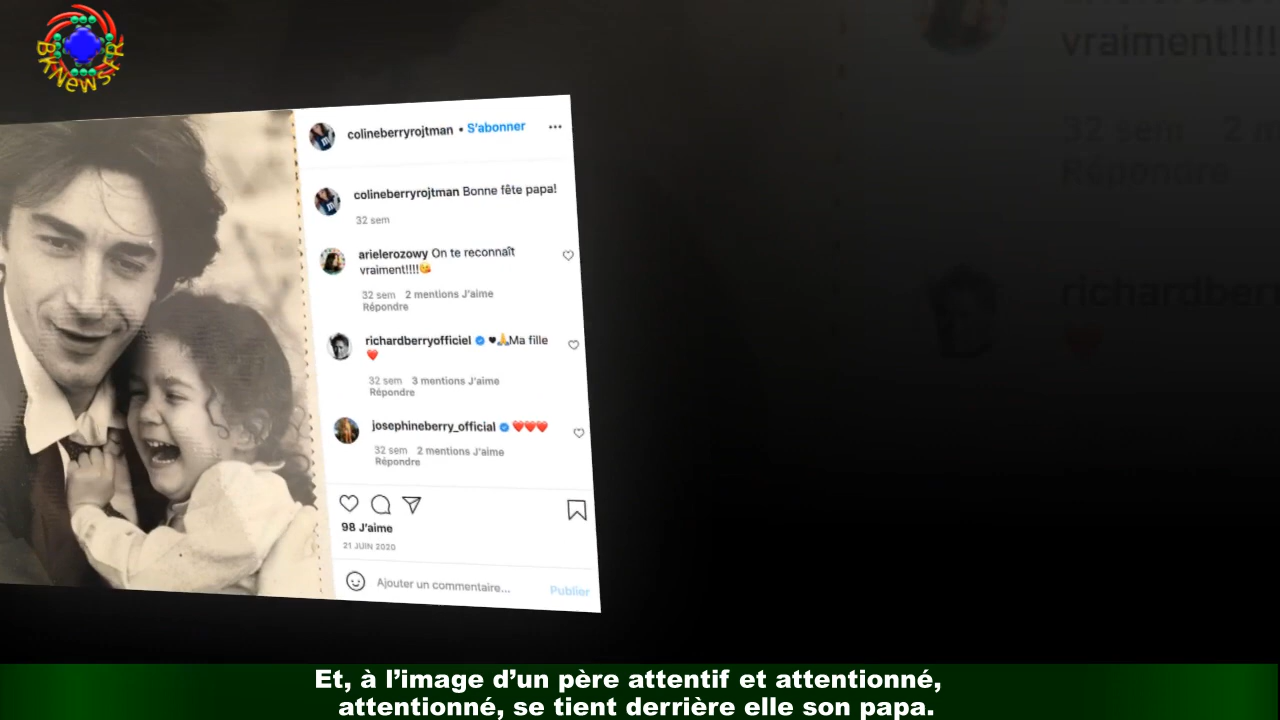 BKNews.FR
colineberryrojtman • S'abonner
colineberryrojtman Bonne fête papa!
32 sem
arielerozowy On te reconnaît
vraiment!!!!😘
32 sem 2 mentions J'aime
Répondre
richardberryofficiel ♥🙏Ma fille
❤️
32 sem 3 mentions J'aime
Répondre
josephineberry_official ❤️❤️❤️
32 sem 2 mentions J'aime
Répondre
98 J'aime
21 JUIN 2020
Ajouter un commentaire...
Publier
vraiment!!!!
32 sem 2 m
Répondre
richardber
Et, à l'image d'un père attentif et attentionné,
attentionné, se tient derrière elle son papa.